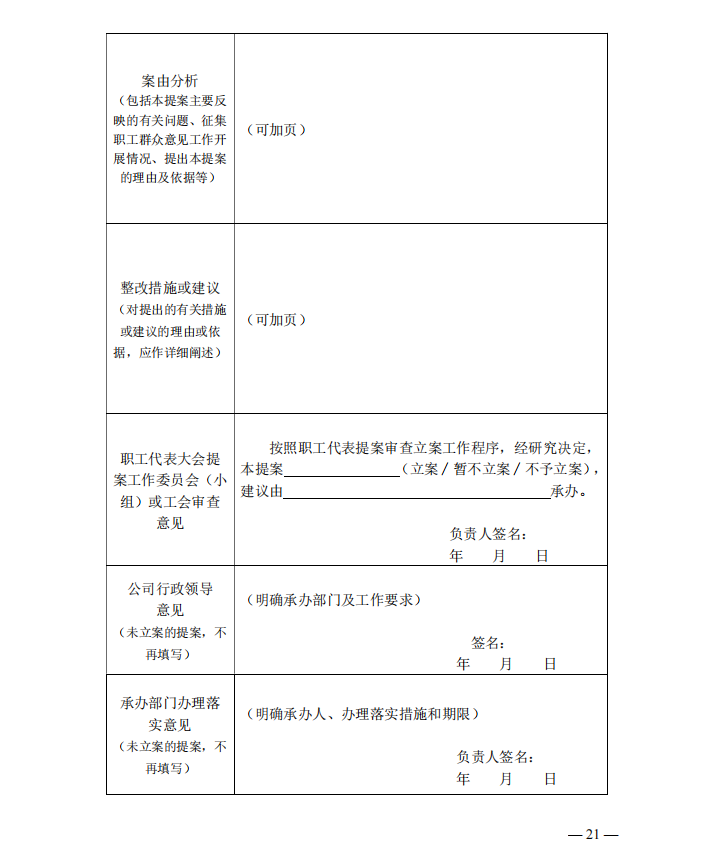 案由分析
（包括本提案主要反
映的有关问题、征集
职工群众意见工作开
展情况、提出本提案
的理由及依据等）
（可加页）
整改措施或建议
（对提出的有关措施
或建议的理由或依
据，应作详细阐述）
（可加页）
职工代表大会提
案工作委员会（小
组）或工会审查
意见
按照职工代表提案审查立案工作程序，经研究决定，
本提案（立案/暂不立案/不予立案），
建议由承办。
负责人签名：
年 月 日
公司行政领导
意见
（未立案的提案，不
再填写）
（明确承办部门及工作要求）
签名：
年 月 日
承办部门办理落
实意见
（未立案的提案，不
再填写）
（明确承办人、办理落实措施和期限）
负责人签名：
年 月 日
— 21 —